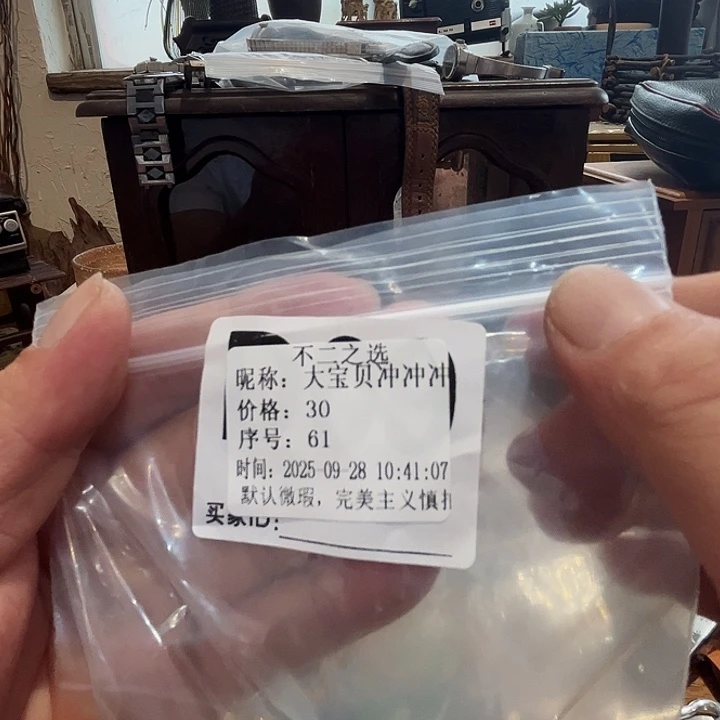 不二之选
昵称: 大宝贝冲冲冲
价格: 30
序号: 61
时间: 2025-09-28 10:41:07
默认微瑕, 完美主义慎拍
买家ID: